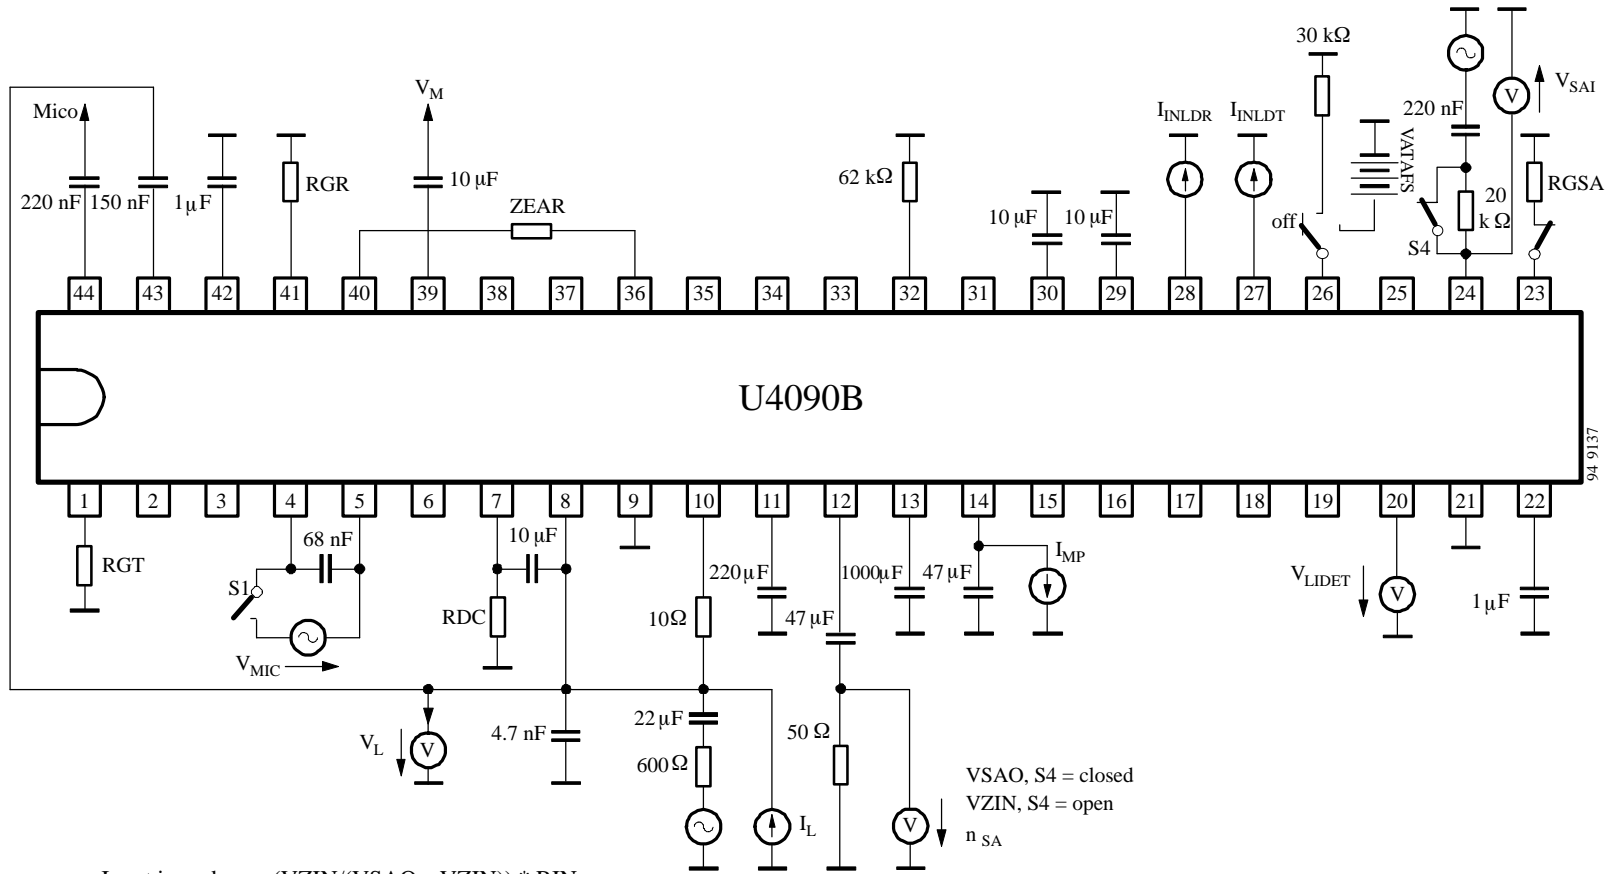 30 kΩ
V_M
Mico
I_INLDR
I_INLDT
220 nF
V_SAI
VATAFS
220 nF
150 nF
1 μF
RGR
10 μF
62 kΩ
RGSA
ZEAR
10 μF
10 μF
off
20
k Ω
S4
44
43
42
41
40
39
38
37
36
35
34
33
32
31
30
29
28
27
26
25
24
23
U4090B
94 9137
1
2
3
4
5
6
7
8
9
10
11
12
13
14
15
16
17
18
19
20
21
22
68 nF
10 μF
RGT
S1
220 μF
1000μF
47 μF
I_MP
V_LIDET
RDC
10Ω
47 μF
1 μF
V_MIC
22 μF
50 Ω
V_L
V
4.7 nF
600 Ω
I_L
V
V
V
VSAO, S4 = closed
VZIN, S4 = open
n SA